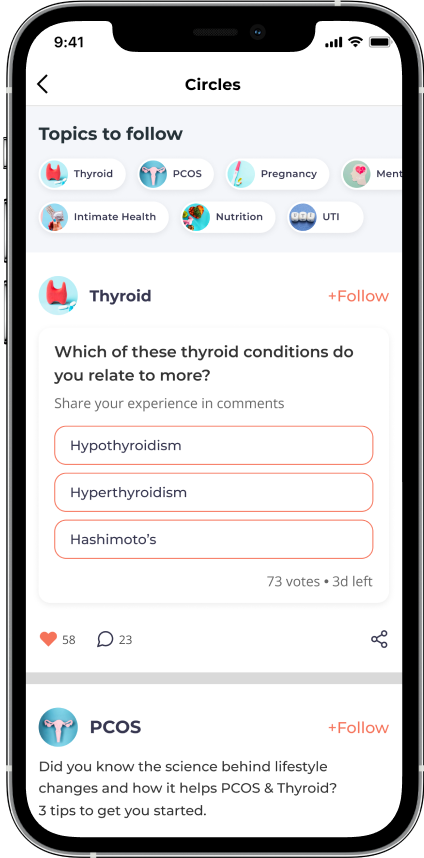 9:41
Circles
Topics to follow
Thyroid PCOS Pregnancy Ment
Intimate Health Nutrition UTI
Thyroid +Follow
Which of these thyroid conditions do
you relate to more?
Share your experience in comments
Hypothyroidism
Hyperthyroidism
Hashimoto's
73 votes • 3d left
58 23
PCOS +Follow
Did you know the science behind lifestyle
changes and how it helps PCOS & Thyroid?
3 tips to get you started.